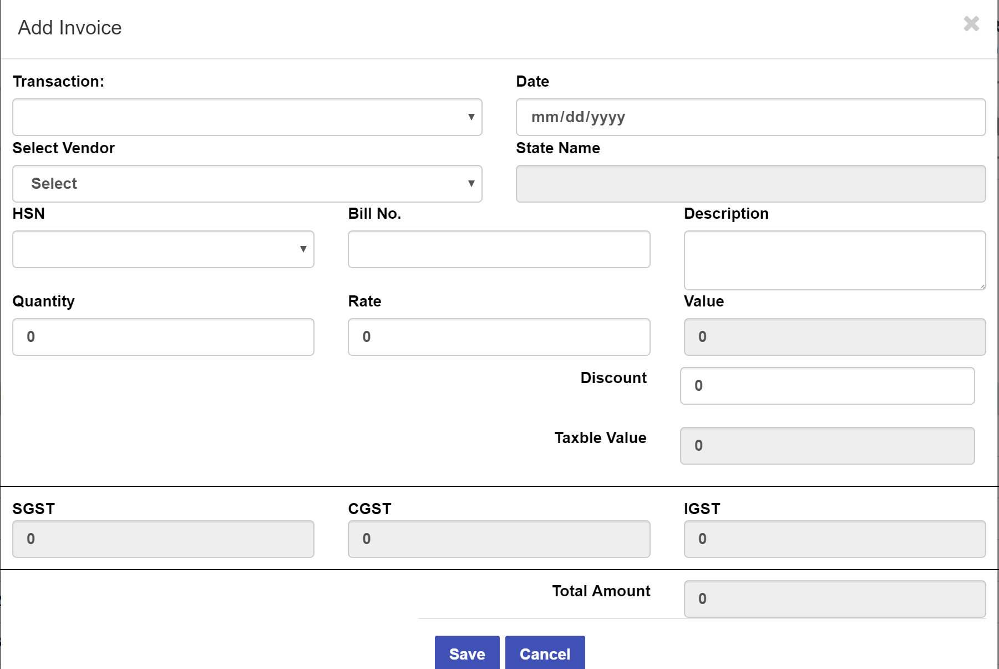 Add Invoice
Transaction: Date
mm/dd/yyyy
Select Vendor State Name
Select
HSN Bill No. Description
Quantity Rate Value
0 0 0
Discount 0
Taxble Value 0
SGST CGST IGST
0 0 0
Total Amount 0
Save Cancel